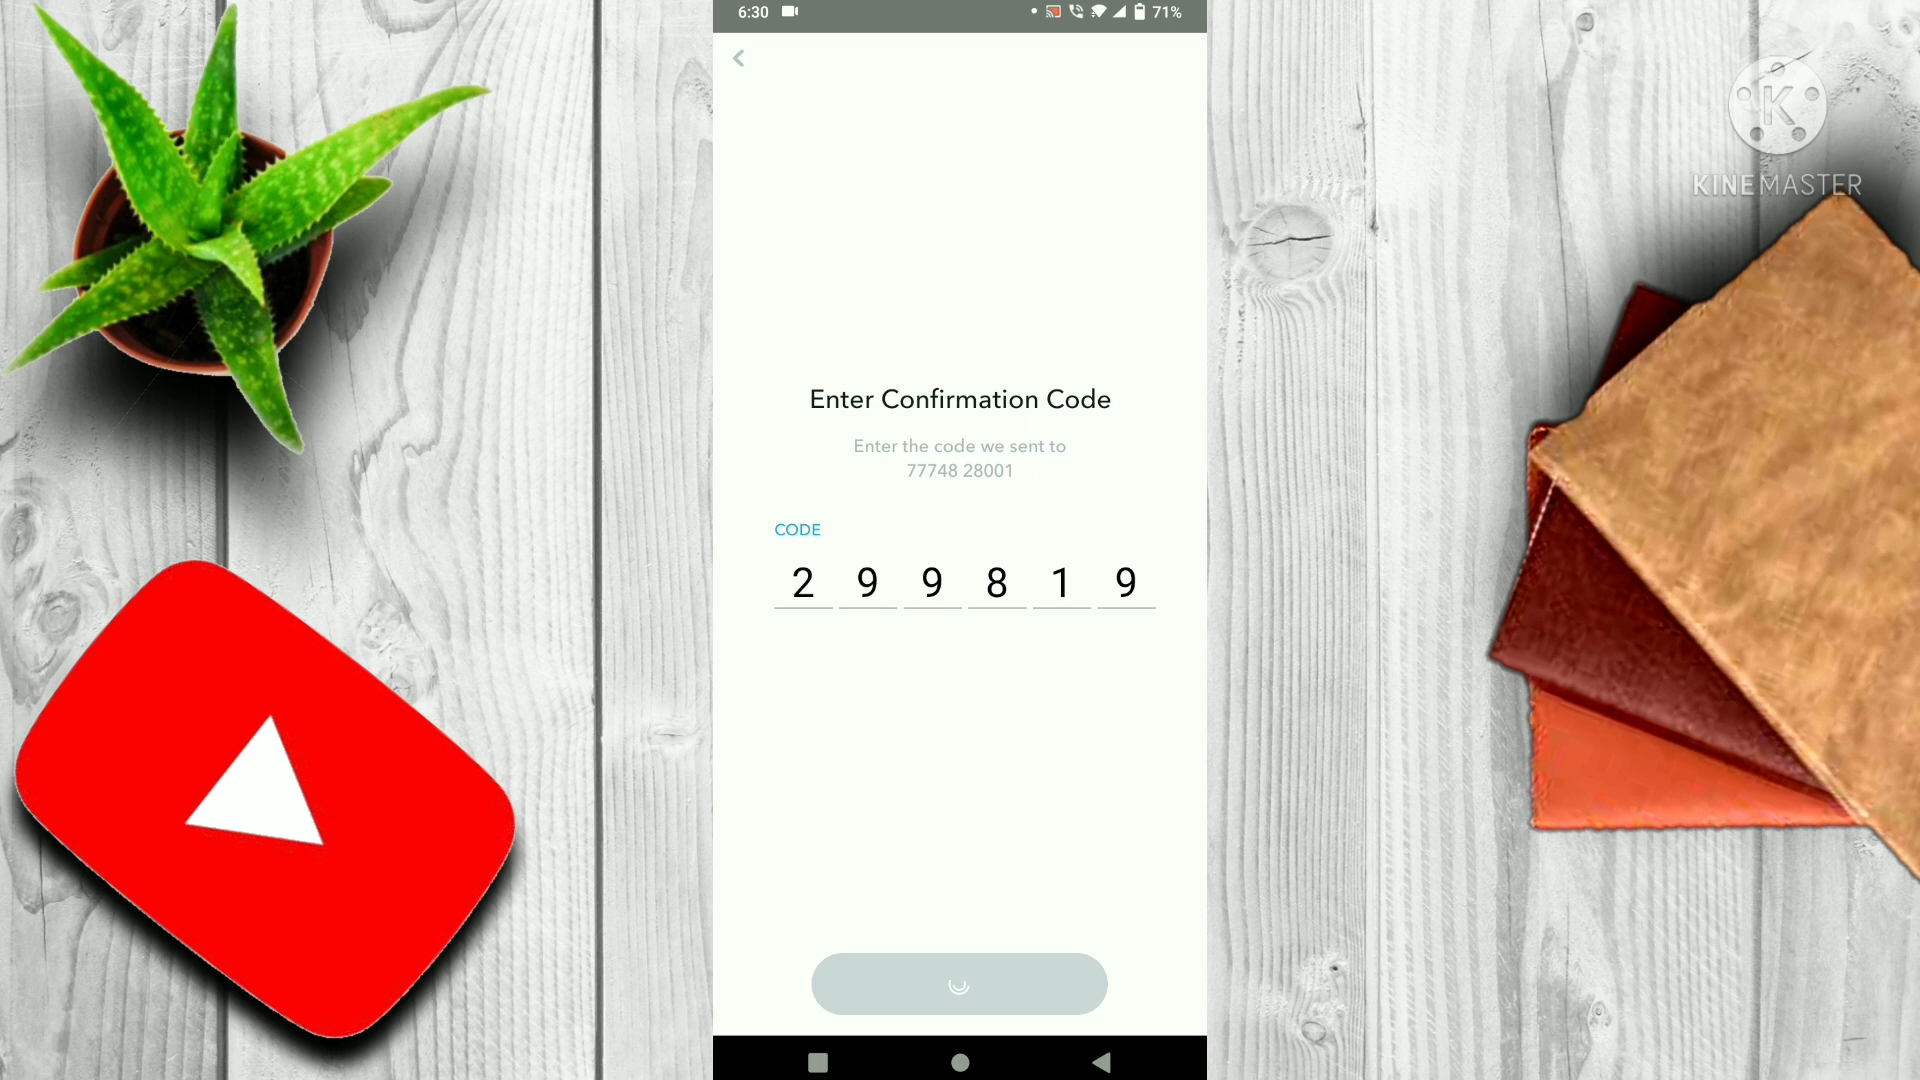 6:30
71%
KINEMASTER
Enter Confirmation Code
Enter the code we sent to
77748 28001
CODE
2 9 9 8 1 9